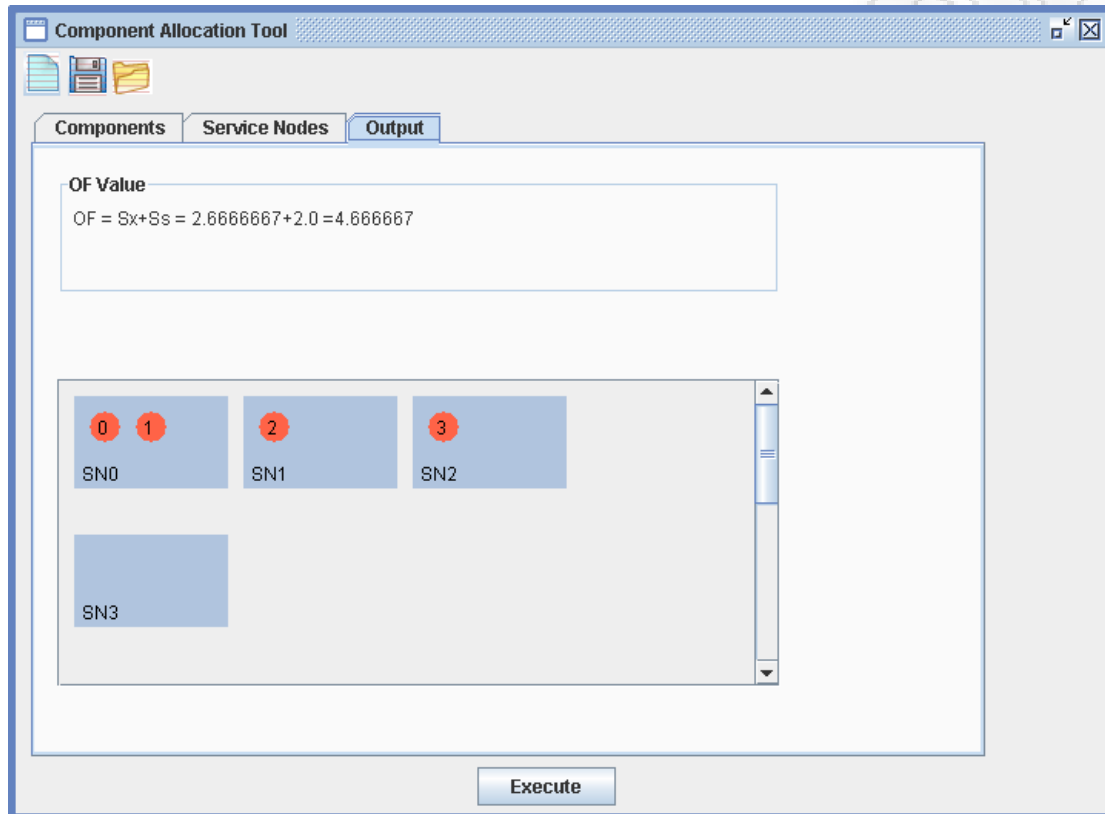 Component Allocation Tool
Components Service Nodes Output
OF Value
OF = Sx+Ss = 2.6666667+2.0 =4.666667
0 1 2 3
SN0 SN1 SN2
SN3
Execute